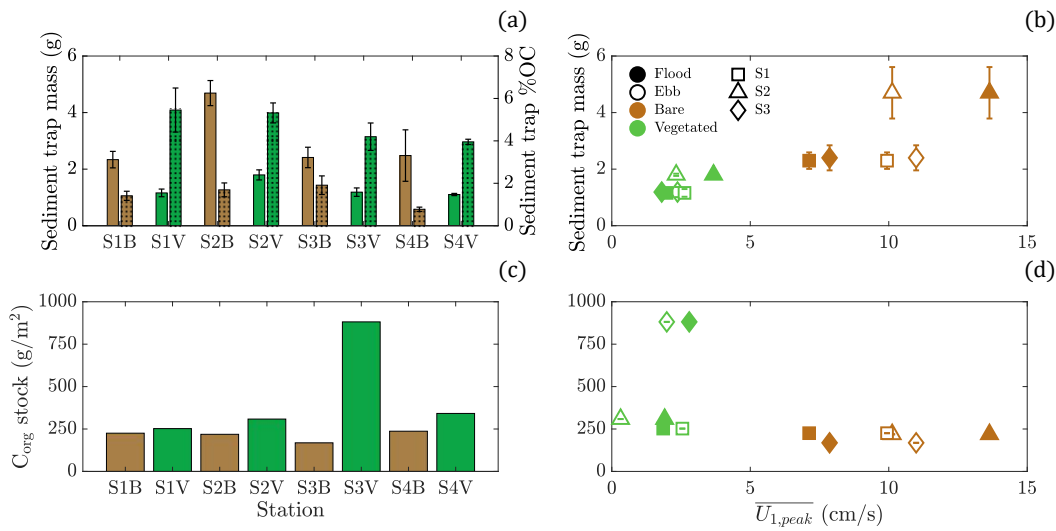 (a)
(b)
Sediment trap mass (g)
6
4
2
0
8
6
4
2
0
Sediment trap %OC
S1B S1V S2B S2V S3B S3V S4B S4V
Sediment trap mass (g)
6
4
2
0
Flood
Ebb
Bare
Vegetated
S1
S2
S3
0 5 10 15
(c)
(d)
C_org stock (g/m²)
1000
750
500
250
0
S1B S1V S2B S2V S3B S3V S4B S4V
Station
1000
750
500
250
0
0 5 10 15
U_1,peak (cm/s)